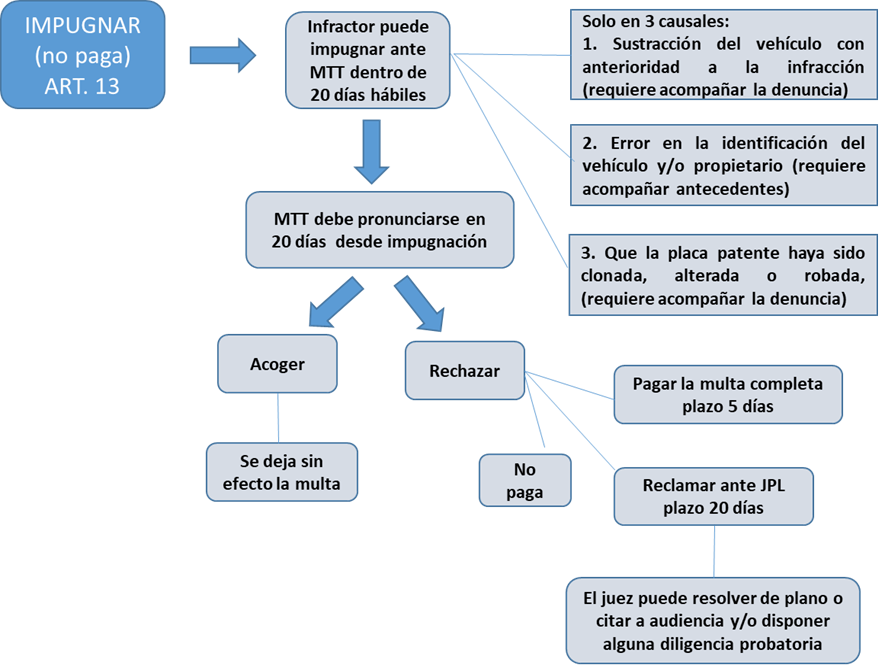 IMPUGNAR
(no paga)
ART. 13
Infractor puede
impugnar ante
MTT dentro de
20 días hábiles
Solo en 3 causales:
1. Sustracción del vehículo con
anterioridad a la infracción
(requiere acompañar la denuncia)
2. Error en la identificación del
vehículo y/o propietario (requiere
acompañar antecedentes)
3. Que la placa patente haya sido
clonada, alterada o robada,
(requiere acompañar la denuncia)
MTT debe pronunciarse en
20 días desde impugnación
Acoger
Rechazar
Se deja sin
efecto la multa
No
paga
Pagar la multa completa
plazo 5 días
Reclamar ante JPL
plazo 20 días
El juez puede resolver de plano o
citar a audiencia y/o disponer
alguna diligencia probatoria